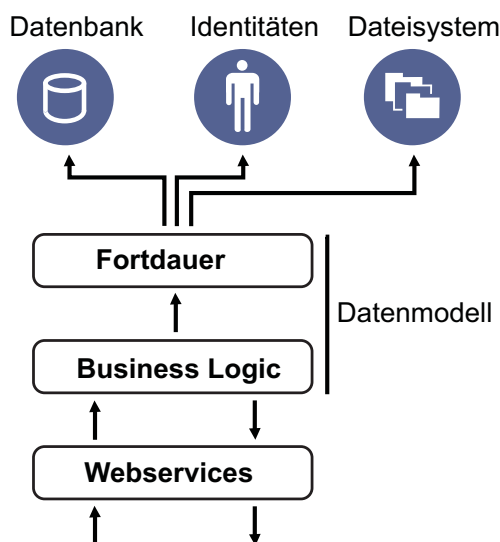 Datenbank
Identitäten
Dateisystem
Fortdauer
Datenmodell
Business Logic
Webservices